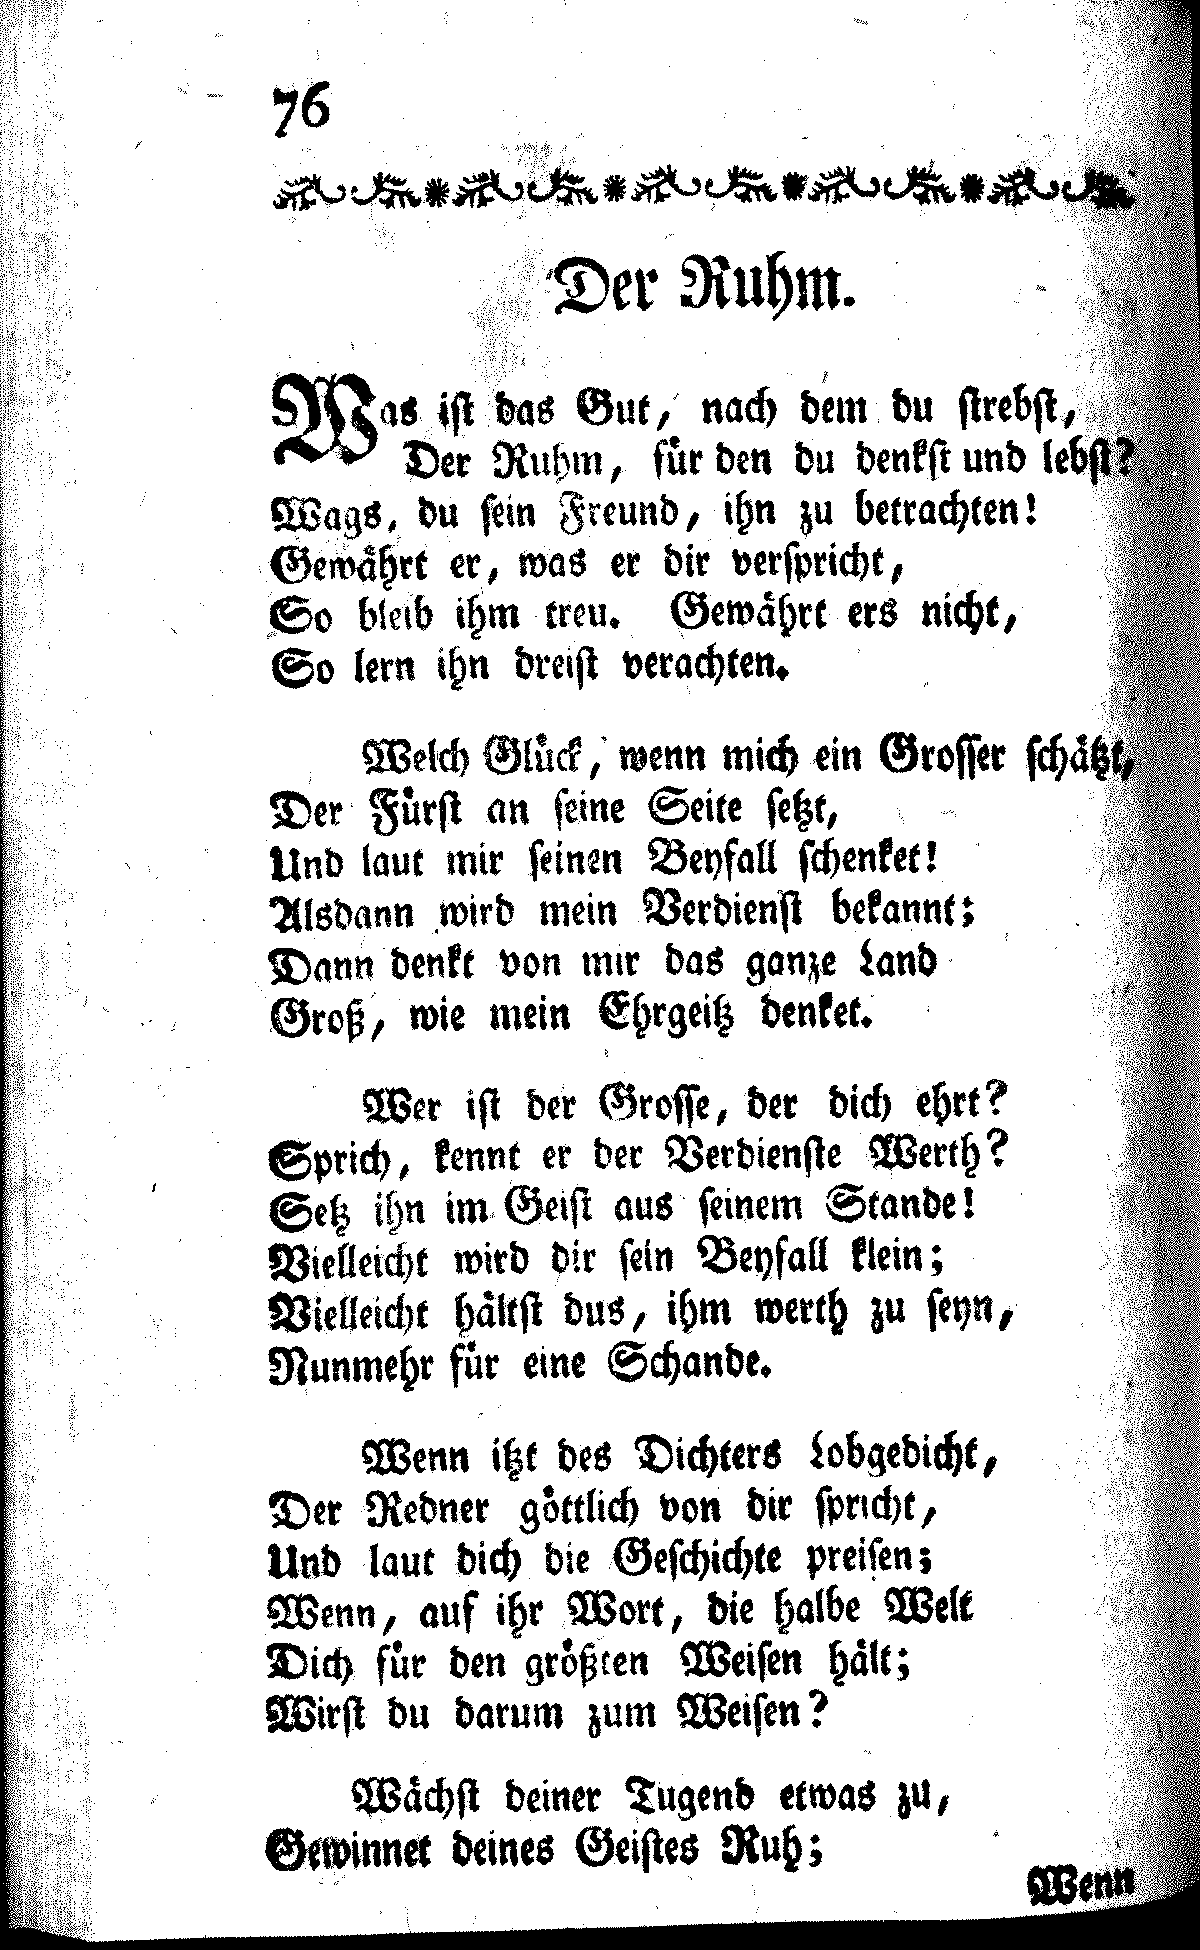 76
Der Ruhm.
Was ist das Gut, nach dem du strebst,
Der Ruhm, für den du denkst und lebst?
Wags, du sein Freund, ihn zu betrachten!
Gewährt er, was er dir verspricht,
So bleib ihm treu. Gewährt ers nicht,
So lern ihn dreist verachten.
Welch Glück, wenn mich ein Grosser schätzt,
Der Fürst an seine Seite setzt,
Und laut mir seinen Beyfall schenket!
Alsdann wird mein Verdienst bekannt;
Dann denkt von mir das ganze Land
Groß, wie mein Ehrgeitz denket.
Wer ist der Grosse, der dich ehrt?
Sprich, kennt er der Verdienste Werth?
Setz ihn im Geist aus seinem Stande!
Vielleicht wird dir sein Beyfall klein;
Vielleicht hältst dus, ihm werth zu seyn,
Nunmehr für eine Schande.
Wenn itzt des Dichters Lobgedicht,
Der Redner göttlich von dir spricht,
Und laut dich die Geschichte preisen;
Wenn, auf ihr Wort, die halbe Welt
Dich für den größten Weisen hält;
Wirst du darum zum Weisen?
Wächst deiner Tugend etwas zu,
Gewinnet deines Geistes Ruh;
Wenn